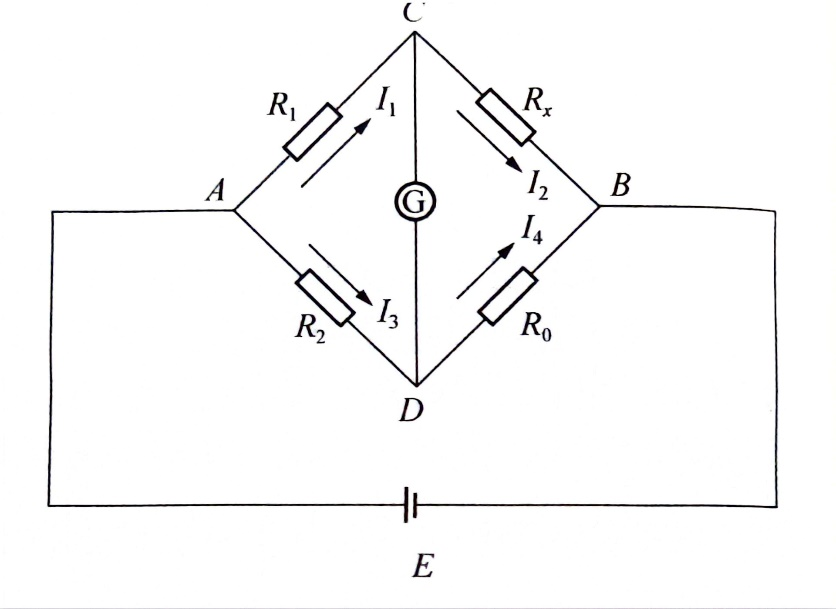 C
R₁
I₁
Rₓ
A
I₂
B
G
I₄
I₃
R₂
R₀
D
E